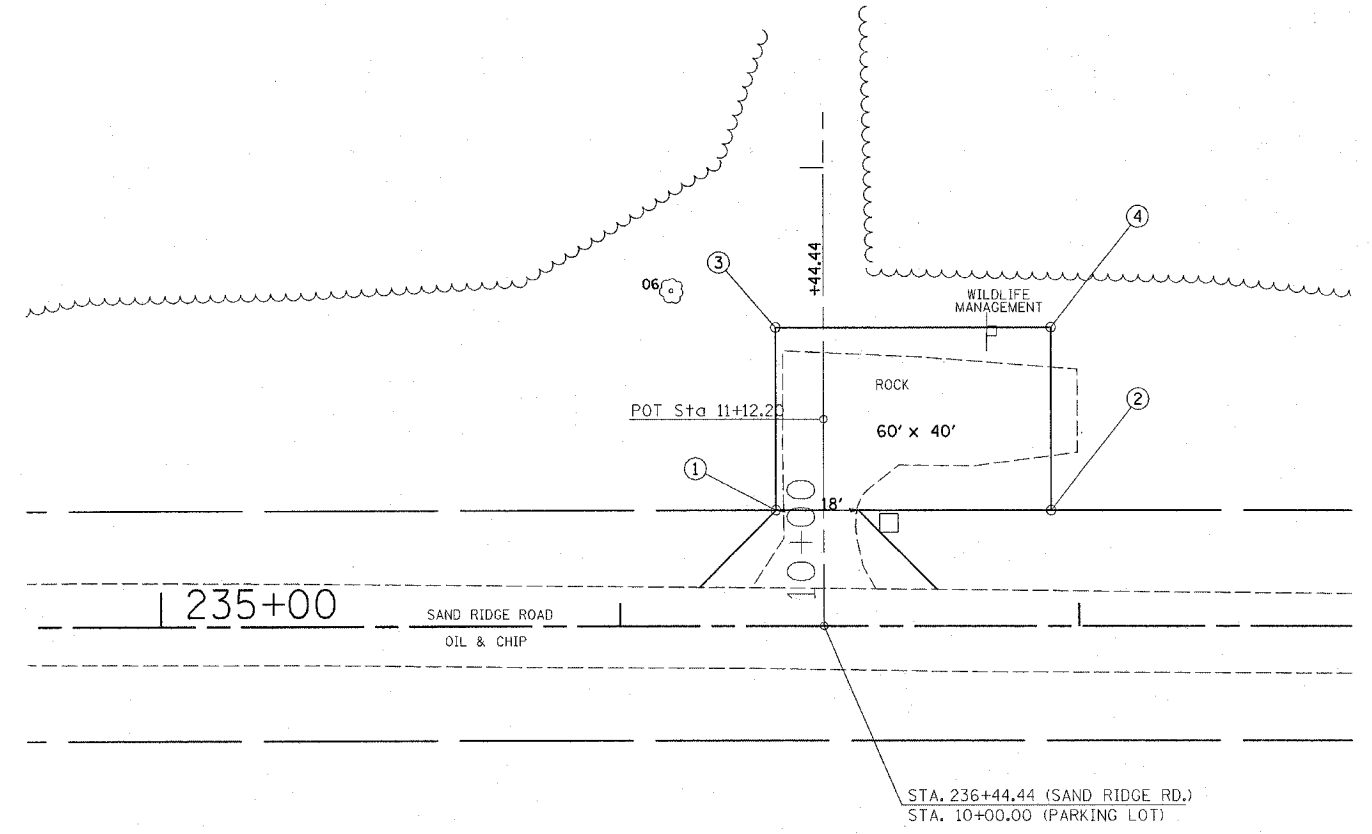 4
3
+44.44
06
WILDLIFE
MANAGEMENT
ROCK
2
POT Sta 11+12.20
60' x 40'
1
18'
10+00
235+00
SAND RIDGE ROAD
OIL & CHIP
STA. 236+44.44 (SAND RIDGE RD.)
STA. 10+00.00 (PARKING LOT)